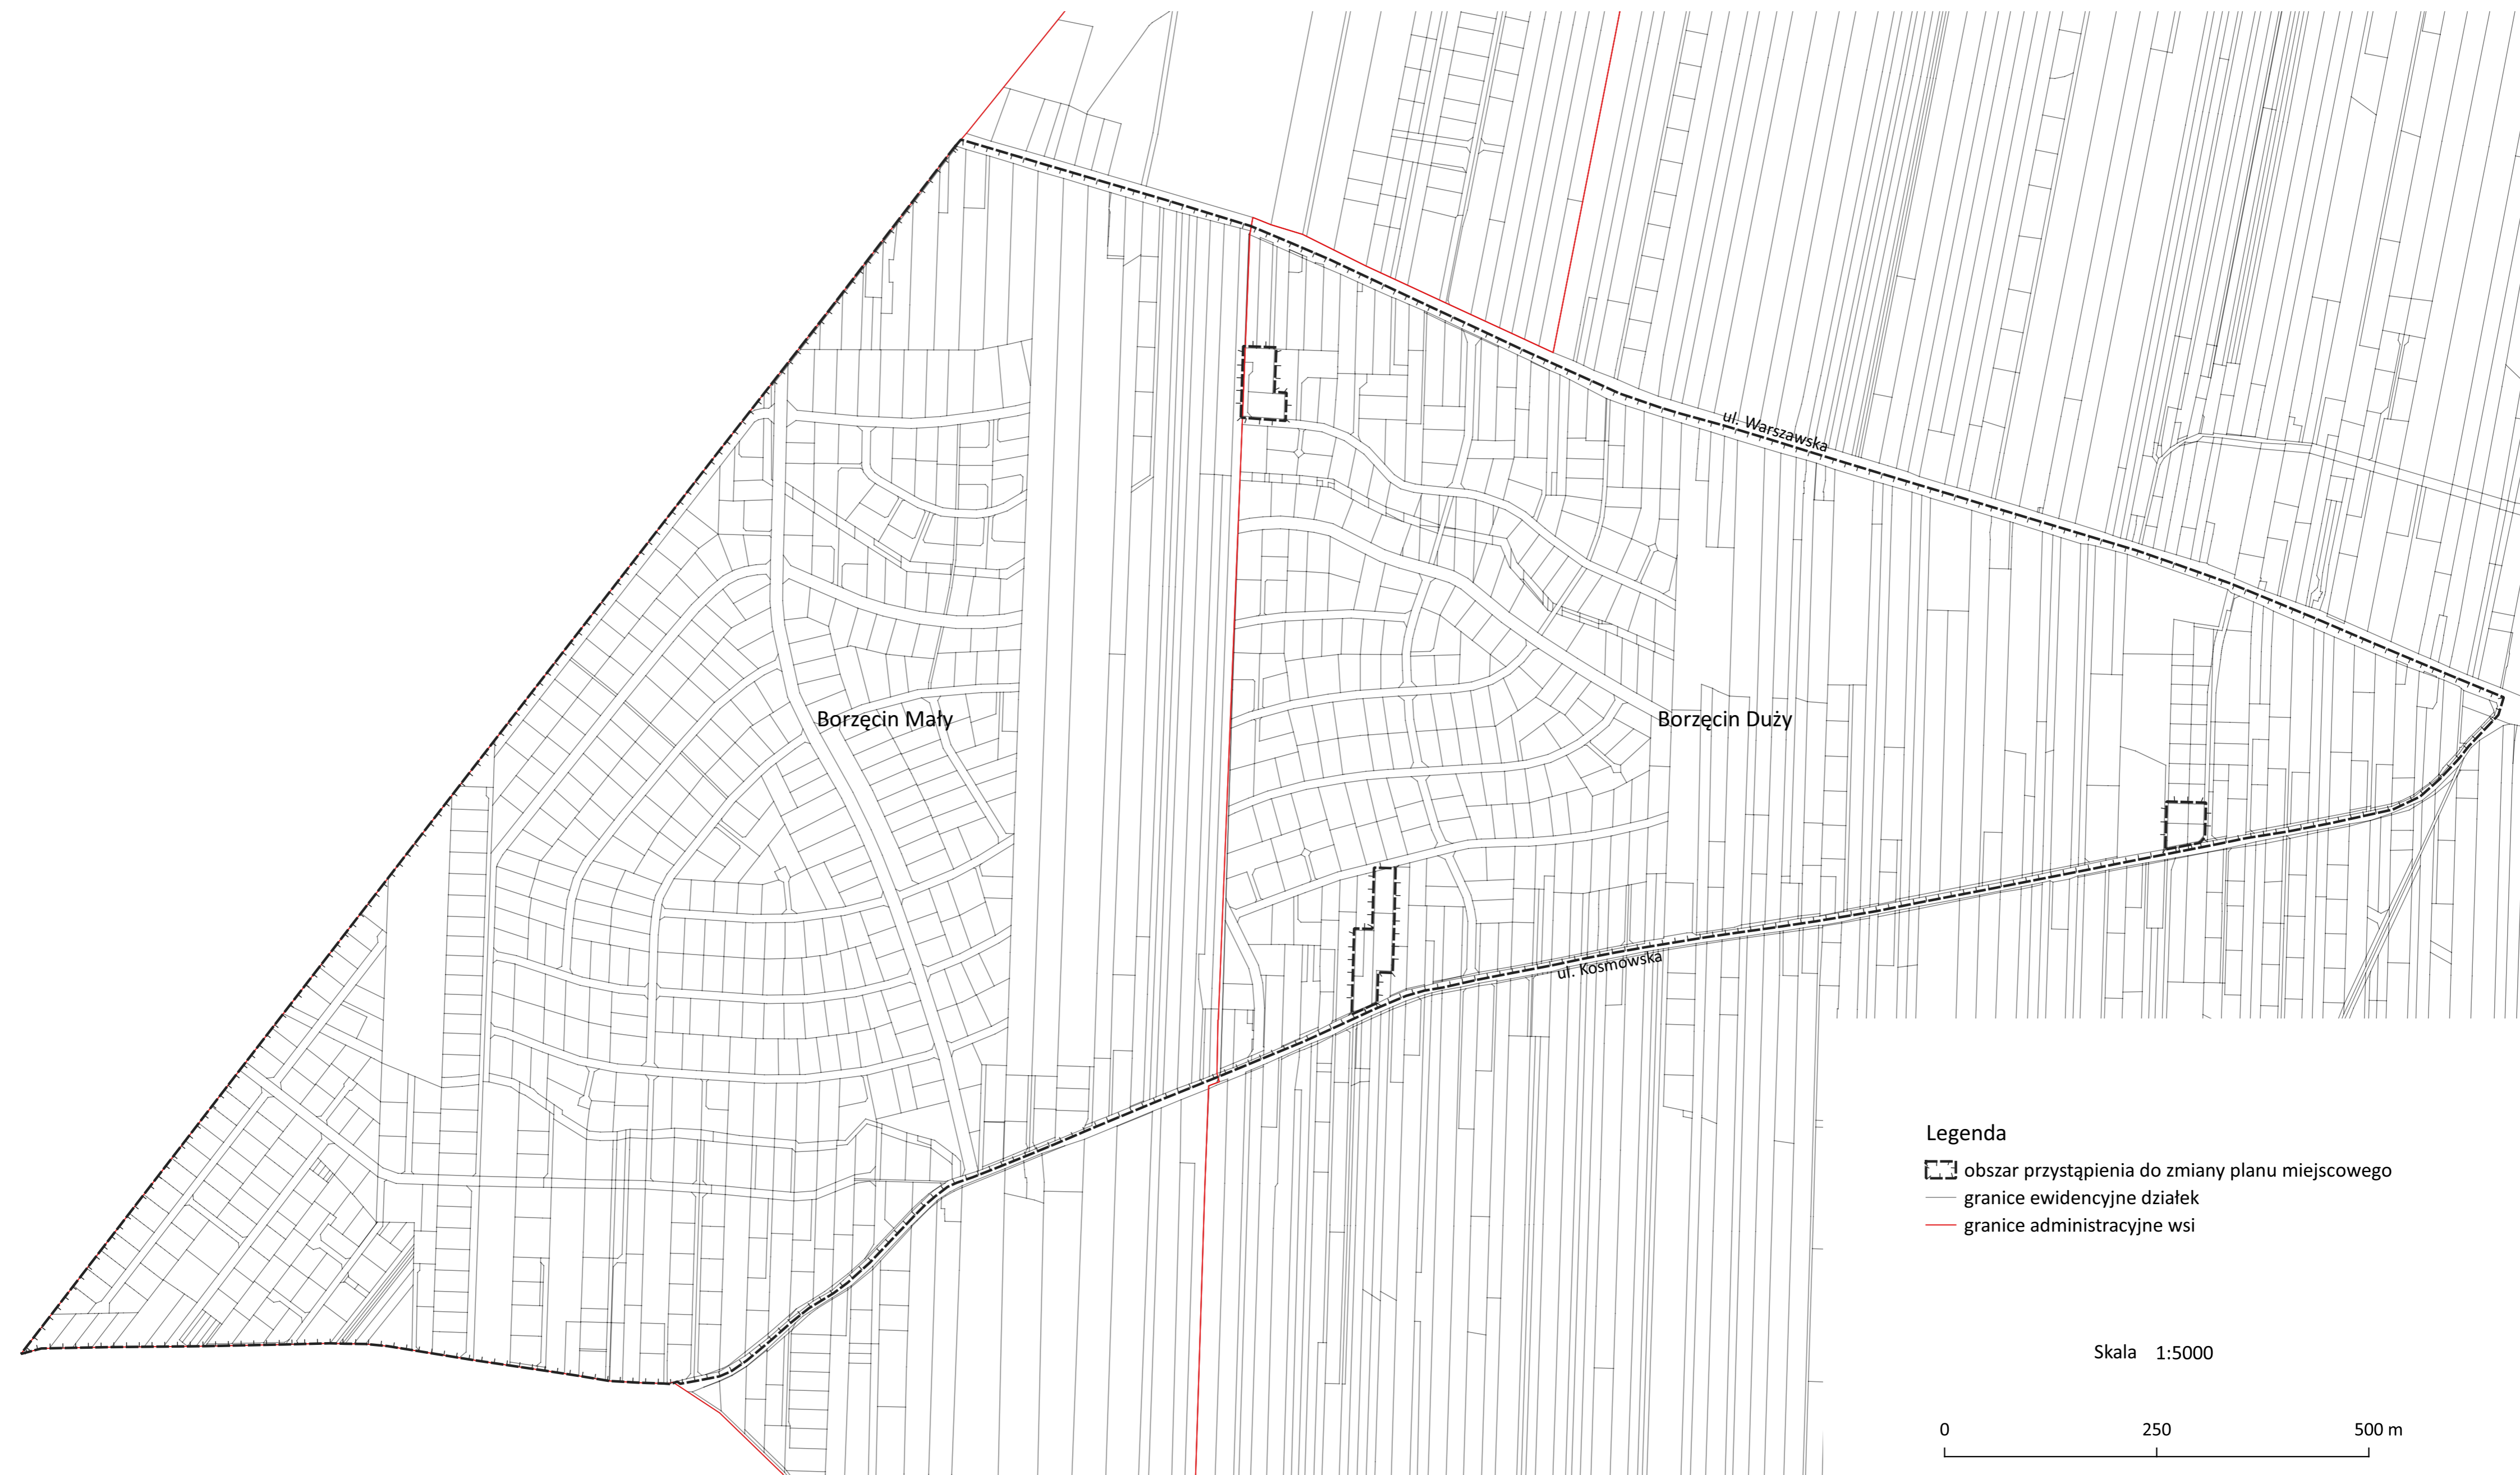 ul. Warszawska
Borzęcin Mały
Borzęcin Duży
ul. Kosmowska
Legenda
obszar przystąpienia do zmiany planu miejscowego
granice ewidencyjne działek
granice administracyjne wsi
Skala 1:5000
0 250 500 m